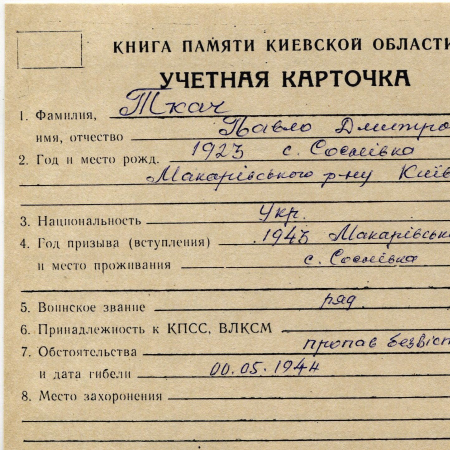 КНИГА ПАМЯТИ КИЕВСКОЙ ОБЛАСТИ
УЧЕТНАЯ КАРТОЧКА
1. Фамилия, Ткач
имя, отчество Павло Дмитро
2. Год и место рожд. 1923 с. Соснівка
Макарівського р-ну Київ
3. Национальность Укр.
4. Год призыва (вступления) 1943 Макарівськ
и место проживания с. Соснівка
5. Воинское звание ряд.
6. Принадлежность к КПСС, ВЛКСМ
7. Обстоятельства пропав безвіст
и дата гибели 00.05.1944
8. Место захоронения